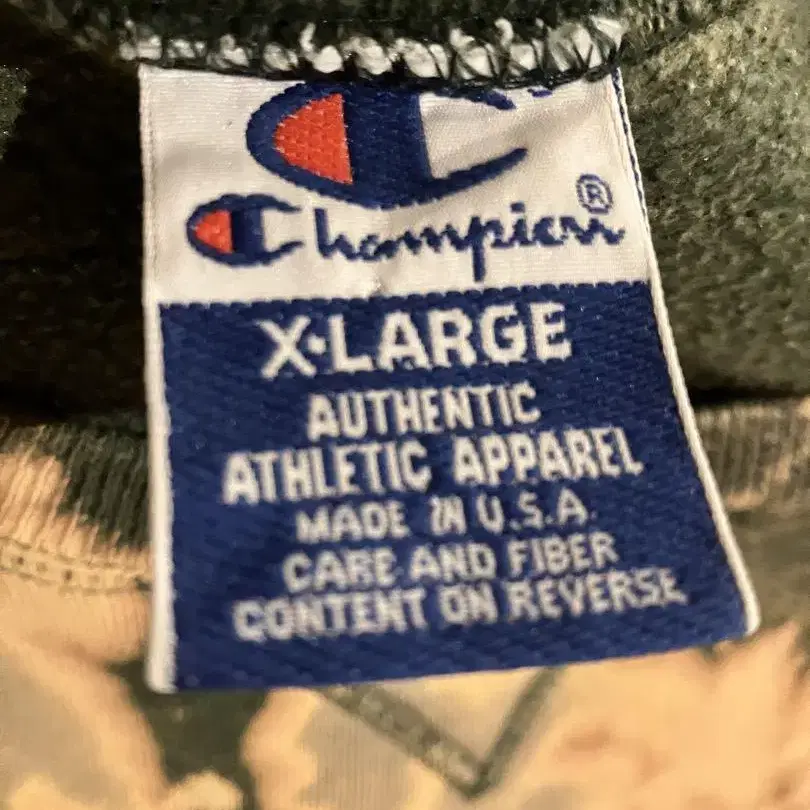 Champion®
X·LARGE
AUTHENTIC
ATHLETIC APPAREL
MADE IN U.S.A.
CARE AND FIBER
CONTENT ON REVERSE